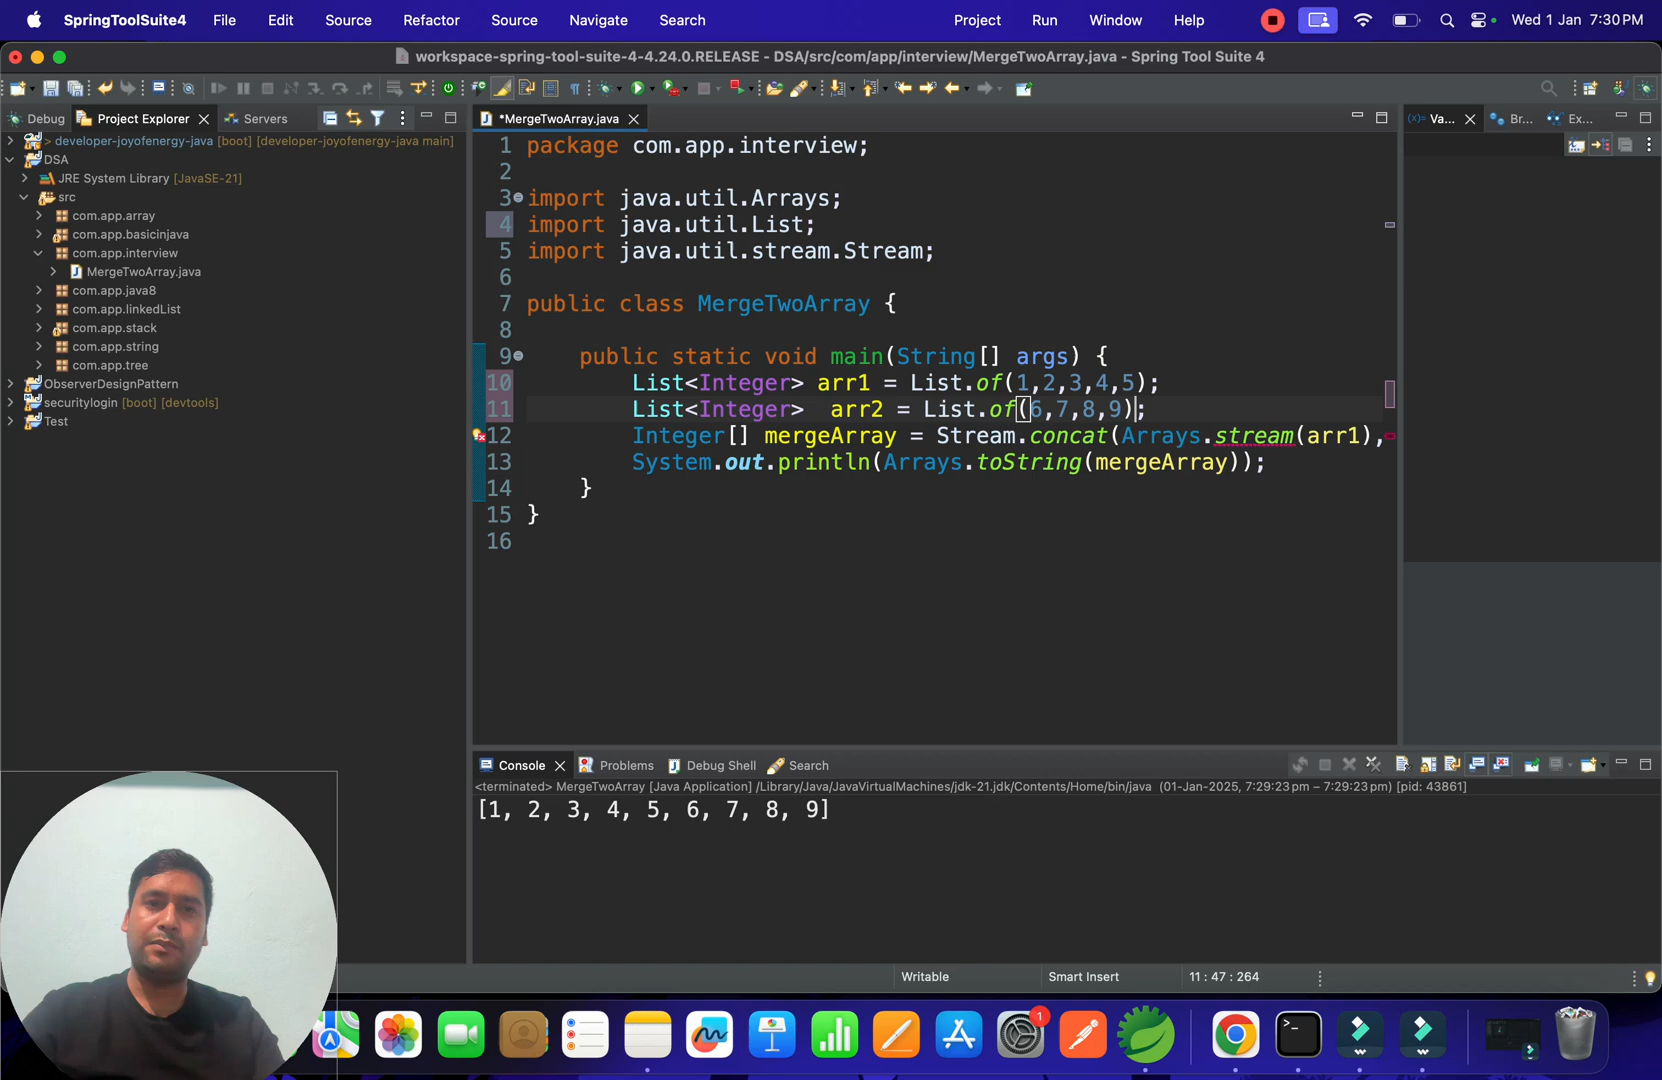 SpringToolSuite4 File Edit Source Refactor Source Navigate Search Project Run Window Help Wed 1 Jan 7:30 PM
workspace-spring-tool-suite-4-4.24.0.RELEASE - DSA/src/com/app/interview/MergeTwoArray.java - Spring Tool Suite 4
Debug Project Explorer Servers
*MergeTwoArray.java
Va... Br... Ex...
> developer-joyofenergy-java [boot] [developer-joyofenergy-java main]
DSA
JRE System Library [JavaSE-21]
src
com.app.array
com.app.basicinjava
com.app.interview
MergeTwoArray.java
com.app.java8
com.app.linkedList
com.app.stack
com.app.string
com.app.tree
ObserverDesignPattern
securitylogin [boot] [devtools]
Test
1 package com.app.interview;
2
3 import java.util.Arrays;
4 import java.util.List;
5 import java.util.stream.Stream;
6
7 public class MergeTwoArray {
8
9 public static void main(String[] args) {
10 List<Integer> arr1 = List.of(1,2,3,4,5);
11 List<Integer>  arr2 = List.of(6,7,8,9);
12 Integer[] mergeArray = Stream.concat(Arrays.stream(arr1),
13 System.out.println(Arrays.toString(mergeArray));
14 }
15 }
16
Console Problems Debug Shell Search
<terminated> MergeTwoArray [Java Application] /Library/Java/JavaVirtualMachines/jdk-21.jdk/Contents/Home/bin/java (01-Jan-2025, 7:29:23 pm – 7:29:23 pm) [pid: 43861]
[1, 2, 3, 4, 5, 6, 7, 8, 9]
Writable Smart Insert 11 : 47 : 264
1